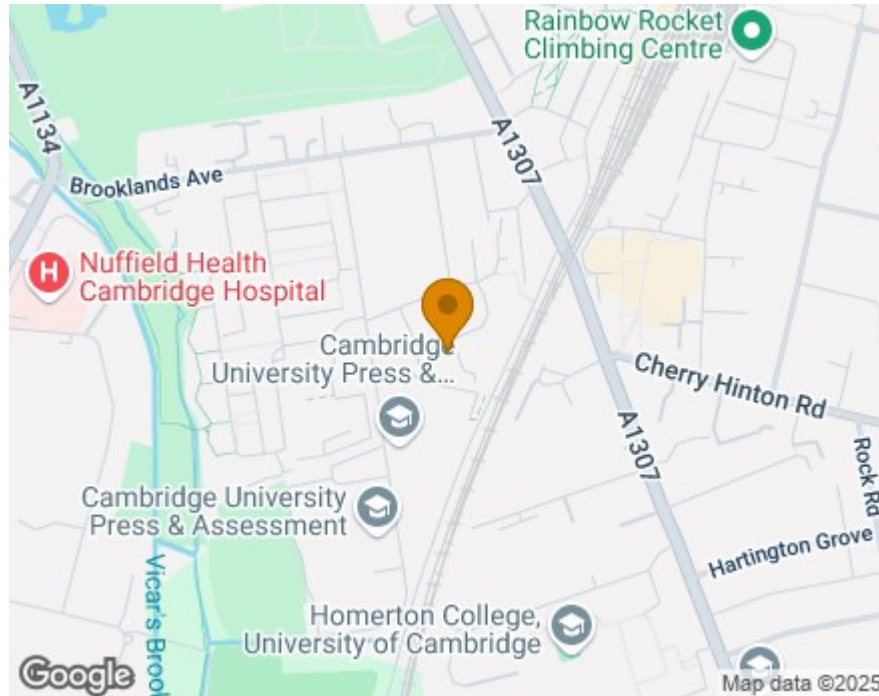 Rainbow Rocket
Climbing Centre
A1134
A1307
Brooklands Ave
Nuffield Health
Cambridge Hospital
H
Cambridge
University Press &...
Cherry Hinton Rd
A1307
Rock Rd
Cambridge University
Press & Assessment
Hartington Grove
Vicar's Brook
Homerton College,
University of Cambridge
Google
Map data ©2025